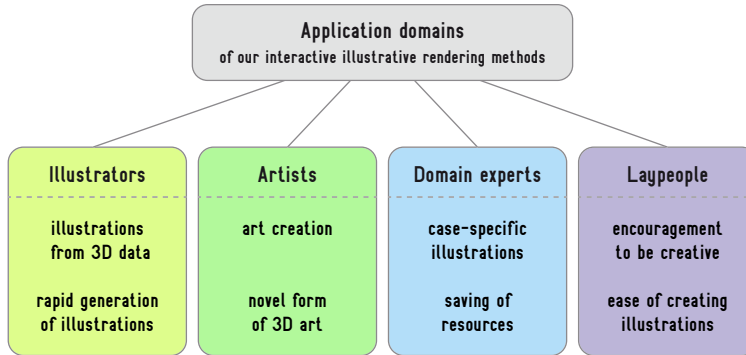 Application domains
of our interactive illustrative rendering methods
Illustrators
illustrations
from 3D data
rapid generation
of illustrations
Artists
art creation
novel form
of 3D art
Domain experts
case-specific
illustrations
saving of
resources
Laypeople
encouragement
to be creative
ease of creating
illustrations